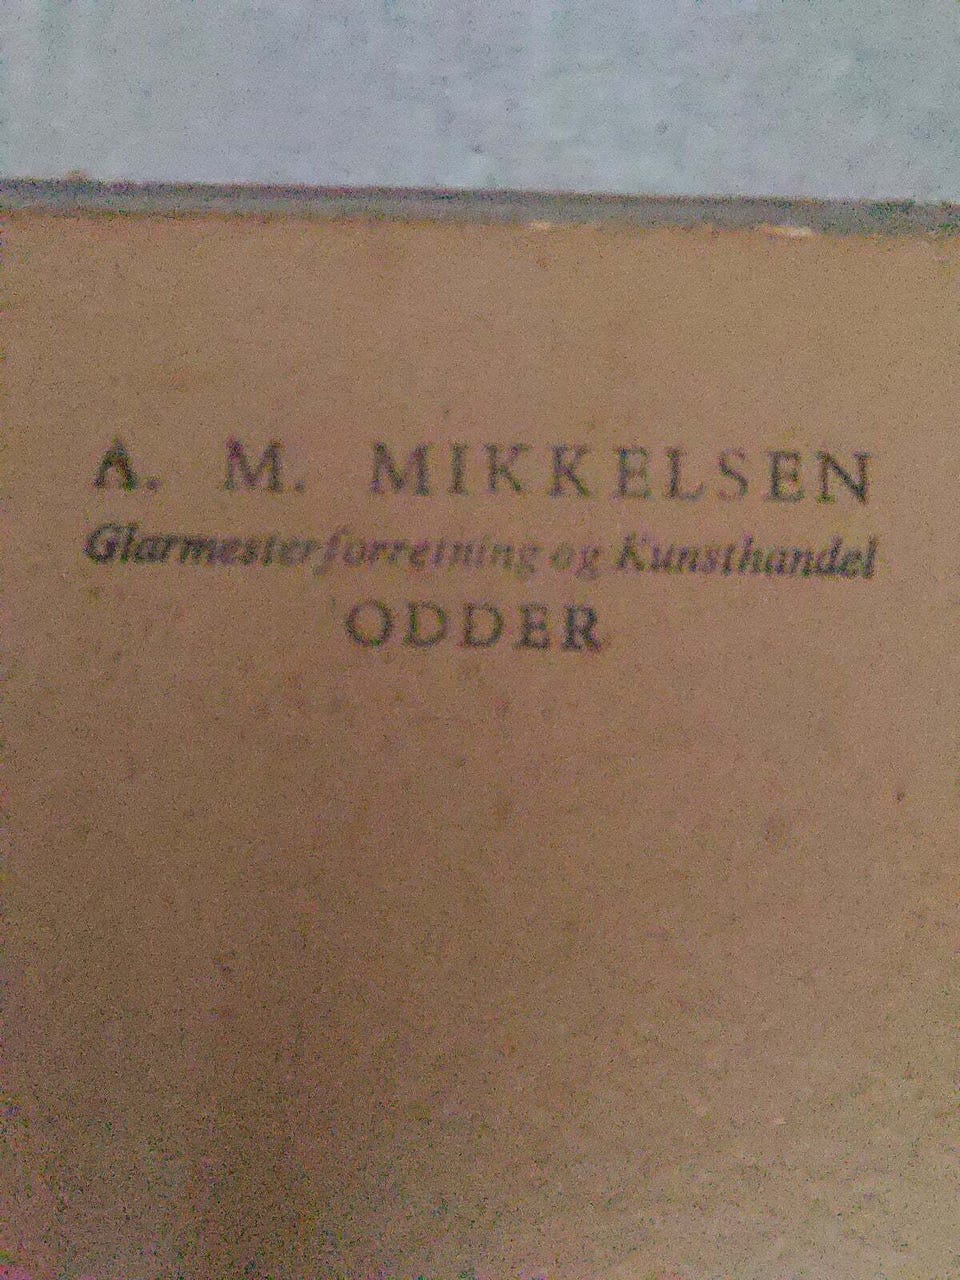 A. M. MIKKELSEN
Glarmesterforretning og Kunsthandel
ODDER